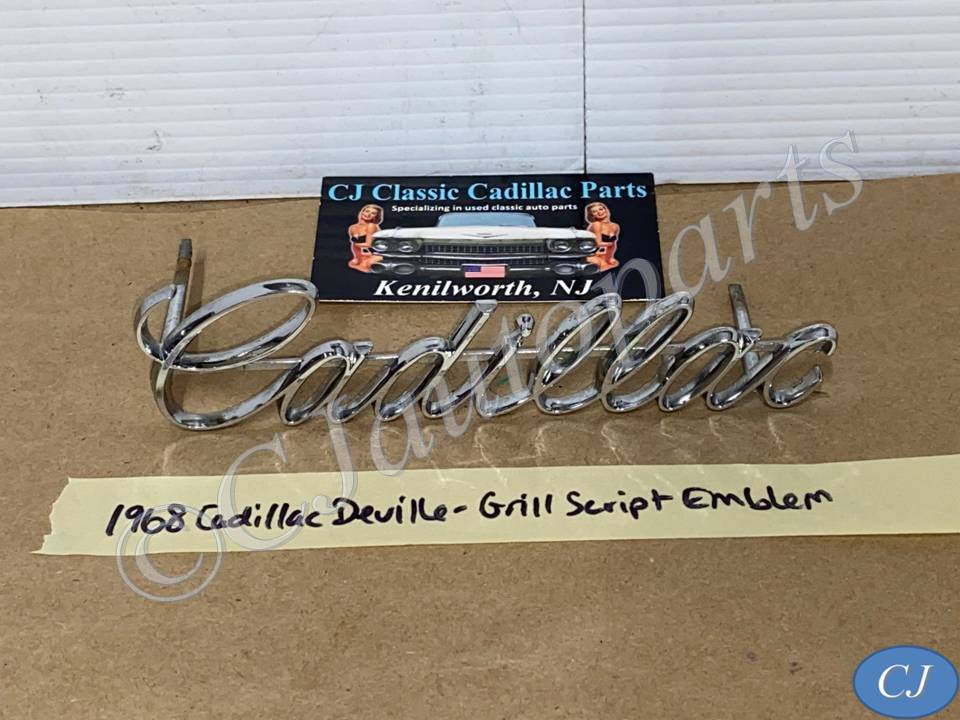 CJ Classic Cadillac Parts
Specializing in used classic auto parts
Kenilworth, NJ
Cadillac
1968 Cadillac Deville - Grill Script Emblem
©CJautoparts
CJ